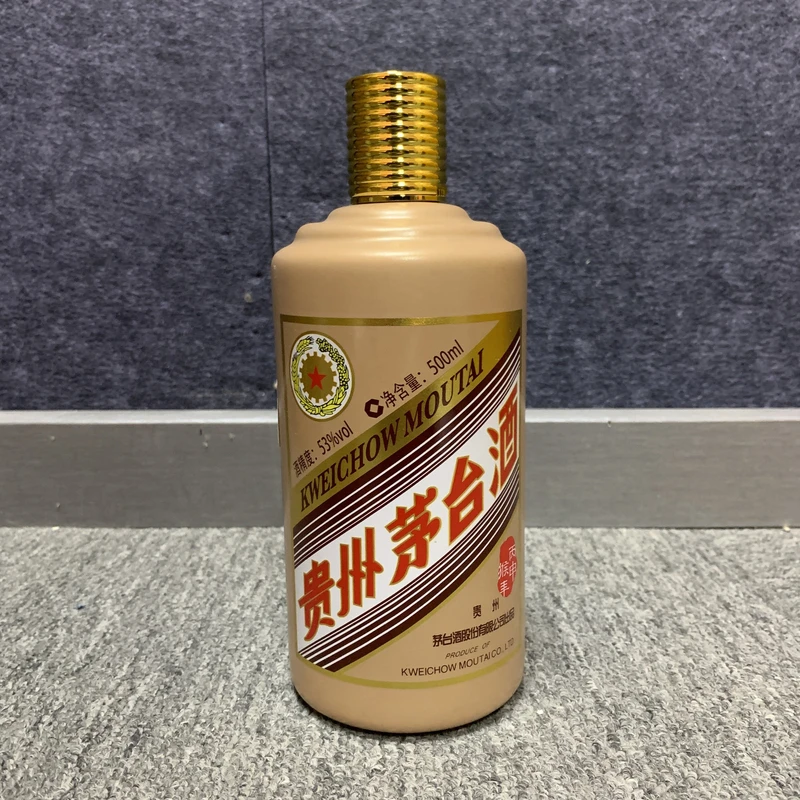 净含量：500ml
酒精度：53%vol
KWEICHOW MOUTAI
贵州茅台酒
丙申
猴年
贵州
茅台酒股份有限公司出品
PRODUCE OF
KWEICHOW MOUTAI CO., LTD